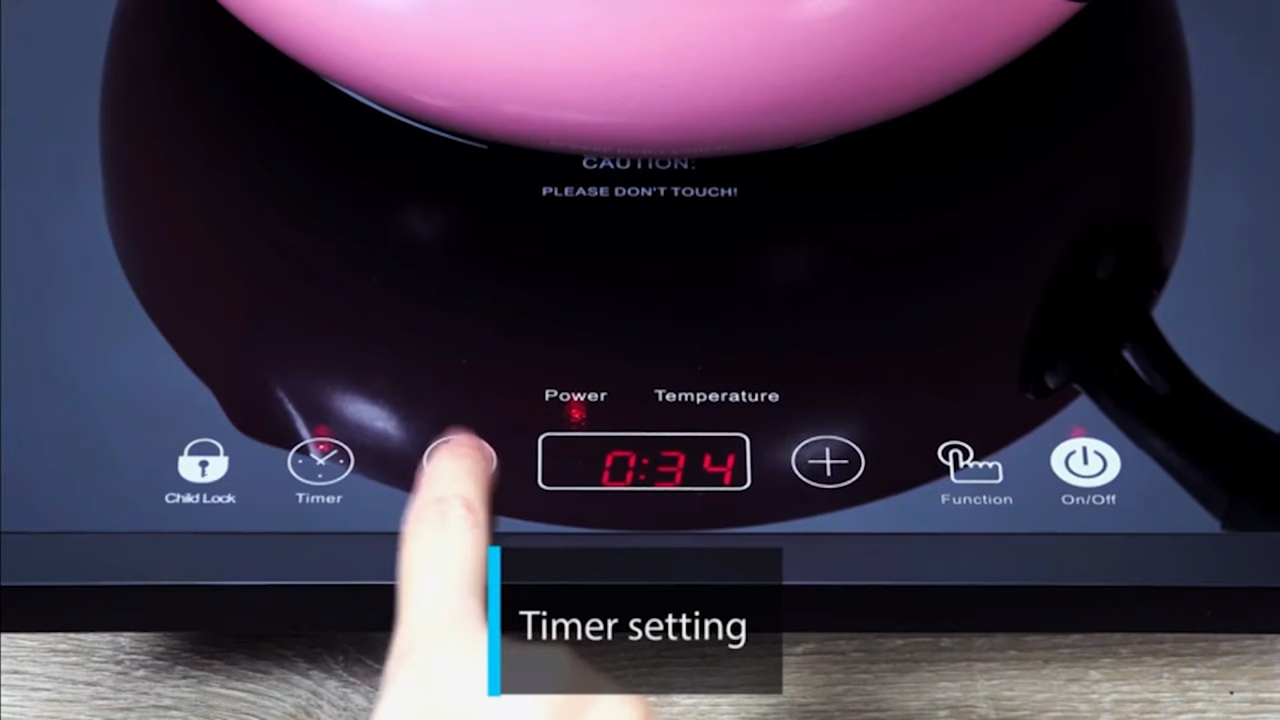 CAUTION:
PLEASE DON'T TOUCH!
Power Temperature
0:34
Child Lock Timer Function On/Off
Timer setting